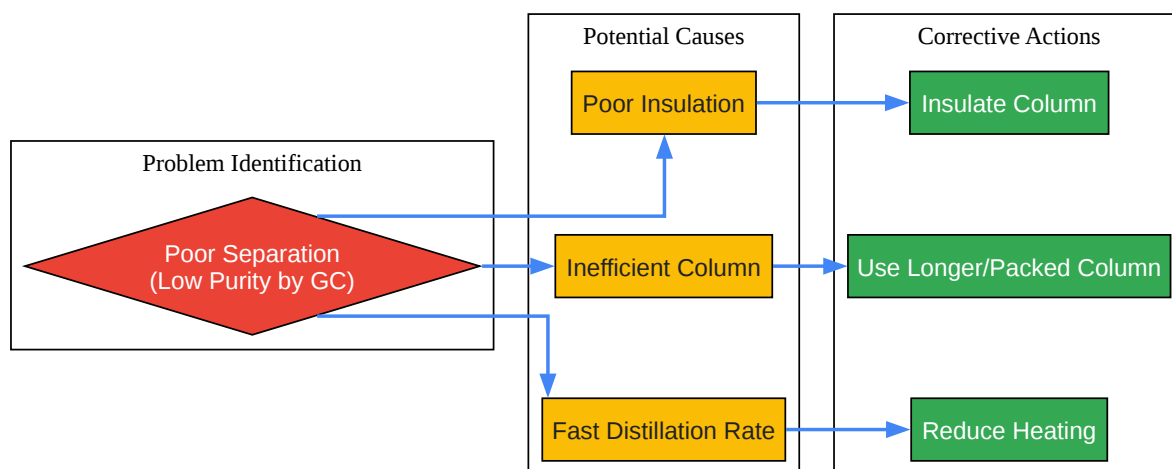 Problem Identification
Poor Separation
(Low Purity by GC)
Potential Causes
Poor Insulation
Inefficient Column
Fast Distillation Rate
Corrective Actions
Insulate Column
Use Longer/Packed Column
Reduce Heating